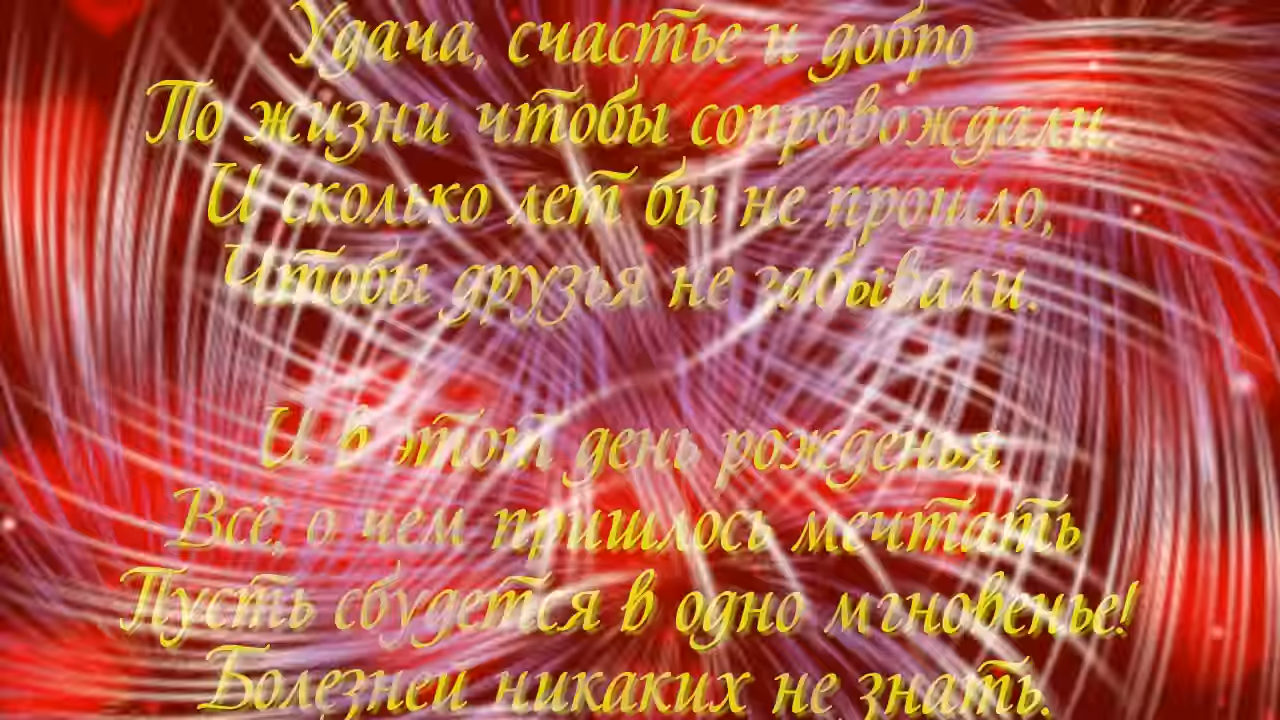 Удача, счастье и добро
По жизни чтобы сопровождали.
И сколько лет бы не прошло,
Чтобы друзья не забывали.
И в этот день рожденья
Всё, о чем пришлось мечтать
Пусть сбудется в одно мгновенье!
Болезней никаких не знать.